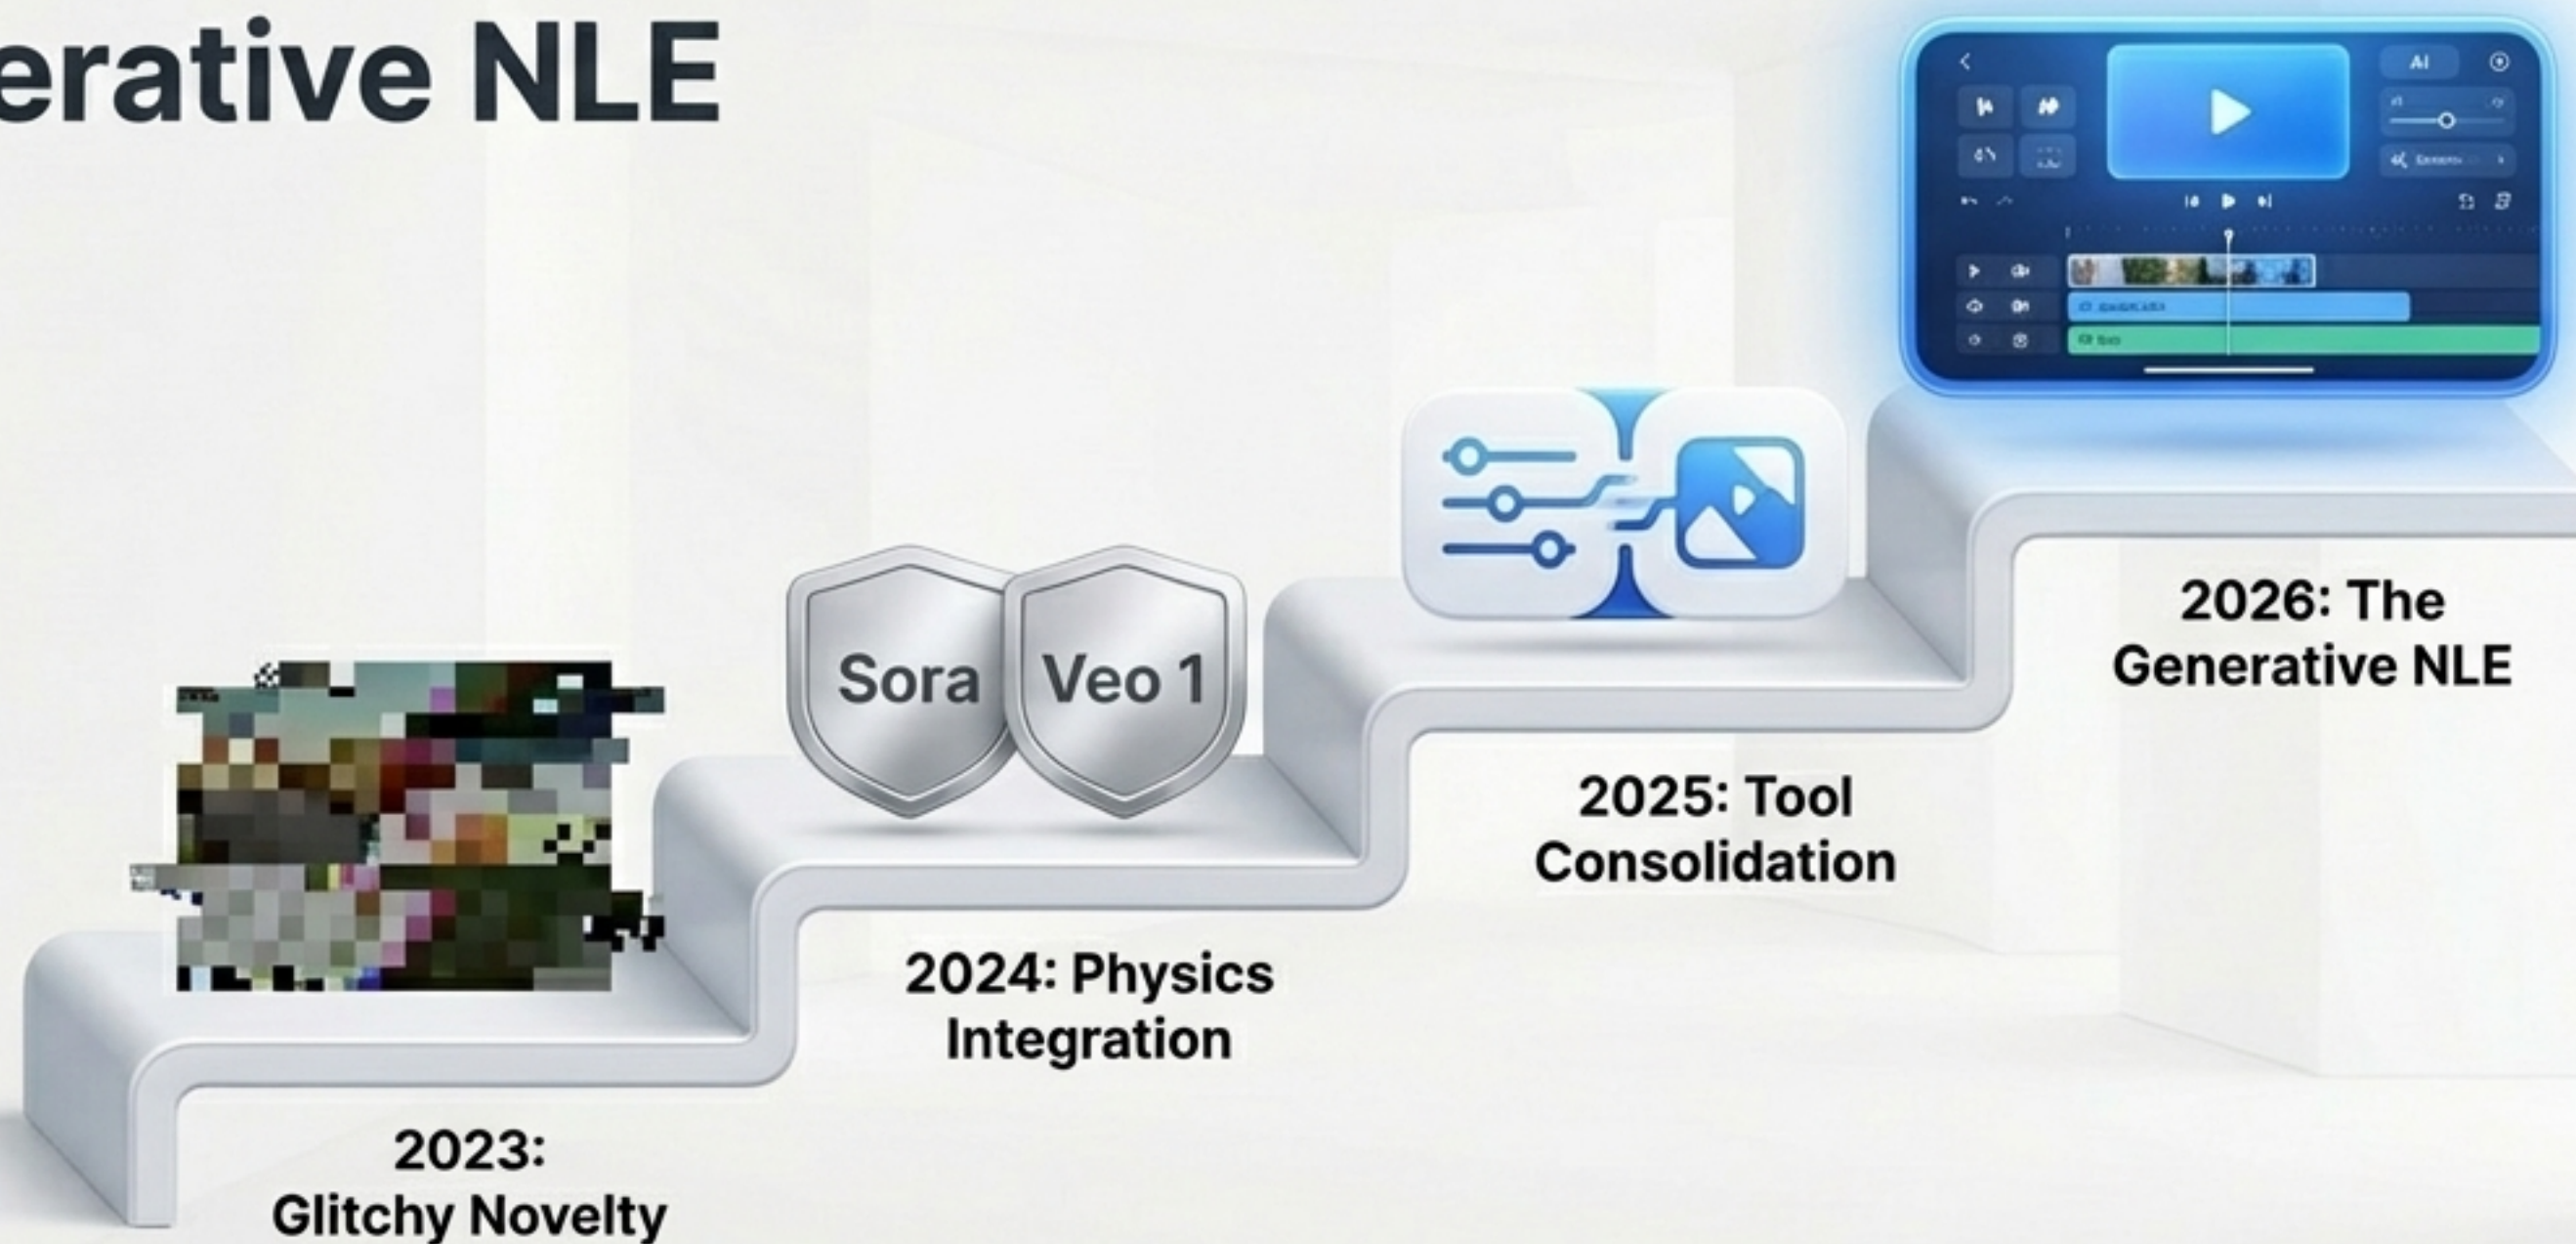 erative NLE
AI
Sora
Veo 1
2026: The
Generative NLE
2025: Tool
Consolidation
2024: Physics
Integration
2023:
Glitchy Novelty